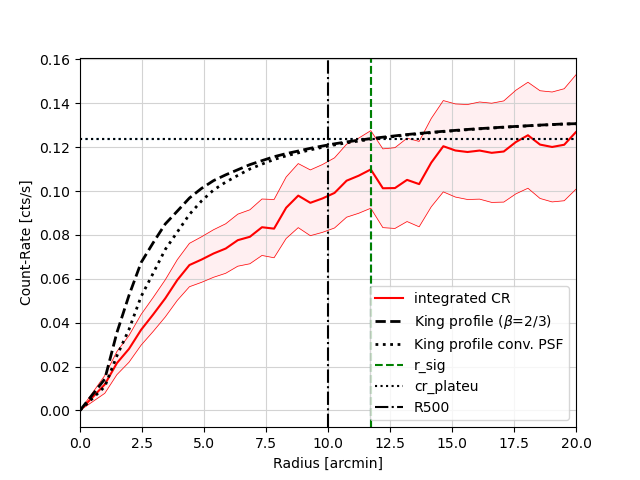 0.16
0.14
0.12
0.10
0.08
0.06
0.04
0.02
0.00
Count-Rate [cts/s]
integrated CR
King profile (β=2/3)
King profile conv. PSF
r_sig
cr_plateu
R500
0.0 2.5 5.0 7.5 10.0 12.5 15.0 17.5 20.0
Radius [arcmin]